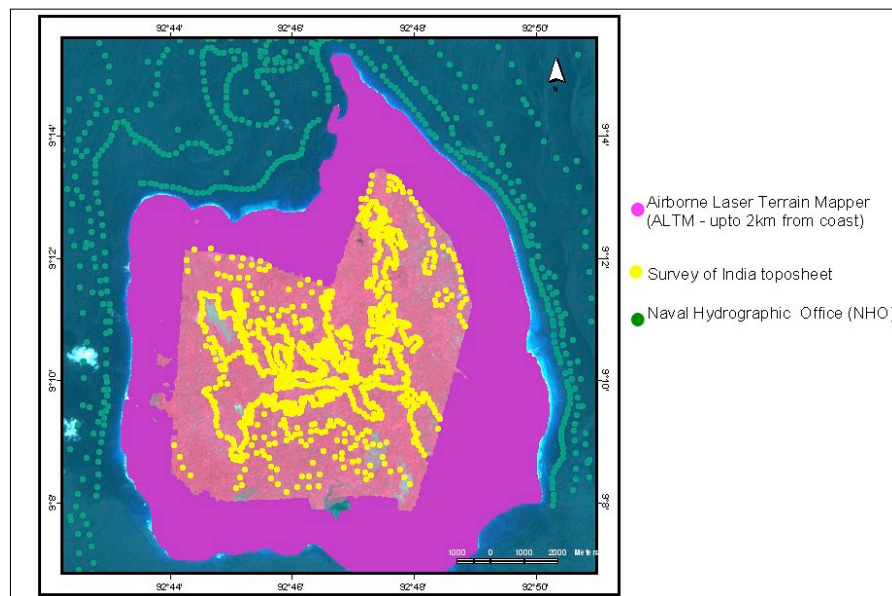 92°44' 92°46' 92°48' 92°50'
N
9°14' 9°14'
9°12' 9°12'
9°10' 9°10'
9°8' 9°8'
1000 0 1000 2000 Meters
92°44' 92°46' 92°48' 92°50'
Airborne Laser Terrain Mapper
(ALTM - upto 2km from coast)
Survey of India toposheet
Naval Hydrographic Office (NHO)